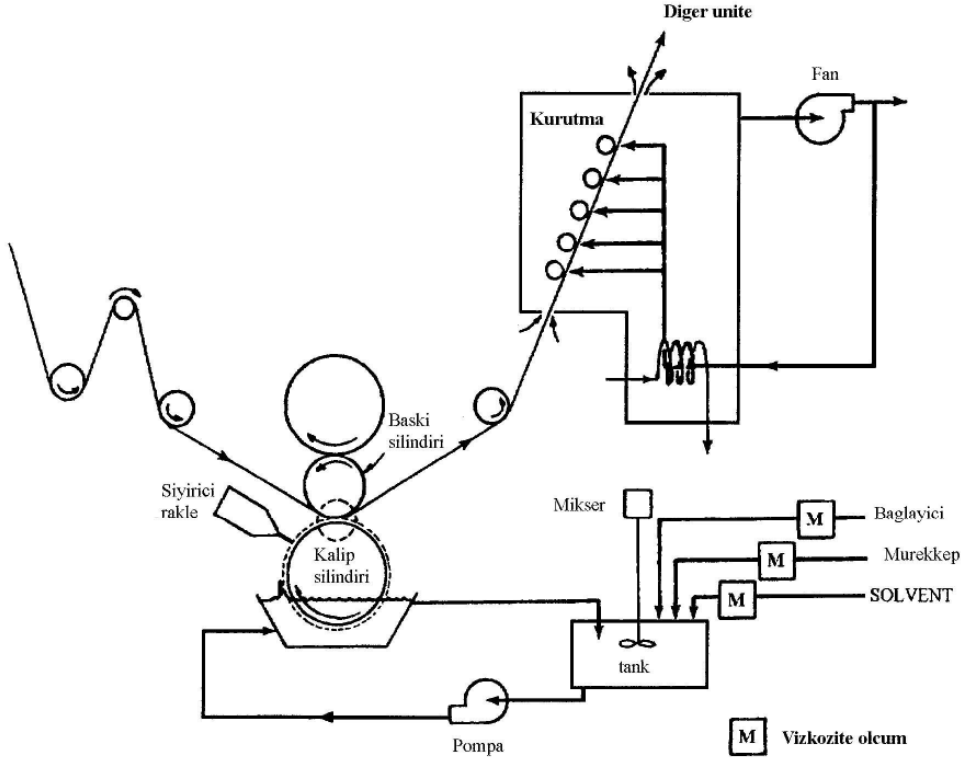 Diger unite
Fan
Kurutma
Baski
silindiri
Siyirici
rakle
Kalip
silindiri
Mikser
M
Baglayici
M
Murekkep
M
SOLVENT
tank
Pompa
M
Vizkozite olcum